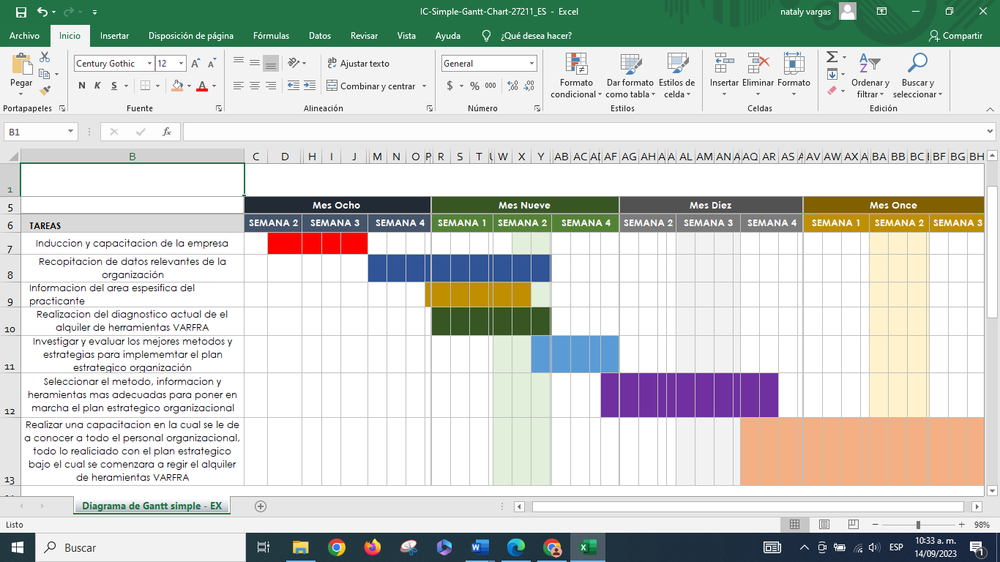 IC-Simple-Gantt-Chart-27211_ES - Excel
nataly vargas
Archivo Inicio Insertar Disposición de página Fórmulas Datos Revisar Vista Ayuda ¿Qué desea hacer? Compartir
Pegar
Century Gothic 12
N K S
Ajustar texto
Combinar y centrar
General
$ % 000
Formato condicional
Dar formato como tabla
Estilos de celda
Insertar Eliminar Formato
Ordenar y filtrar
Buscar y seleccionar
Portapapeles Fuente Alineación Número Estilos Celdas Edición
B1 fx
B C D H I J M N O P R S T W X Y AB AC AF AG AH A A AL AM AN A AQ AR AS AV AW AX A BA BB BC BF BG BH
1
5 Mes Ocho Mes Nueve Mes Diez Mes Once
6 TAREAS SEMANA 2 SEMANA 3 SEMANA 4 SEMANA 1 SEMANA 2 SEMANA 4 SEMANA 2 SEMANA 3 SEMANA 4 SEMANA 1 SEMANA 2 SEMANA 3
7 Induccion y capacitacion de la empresa
Recopitacion de datos relevantes de la
8 organización
Informacion del area espesifica del
9 practicante
Realizacion del diagnostico actual de el
10 alquiler de herramientas VARFRA
Investigar y evaluar los mejores metodos y
estrategias para implememtar el plan
11 estrategico organización
Seleccionar el metodo, informacion y
heramientas mas adecuadas para poner en
12 marcha el plan estrategico organizacional
Realizar una capacitacion en la cual se le de
a conocer a todo el personal organizacional,
todo lo realiciado con el plan estrategico
bajo el cual se comenzara a regir el alquiler
13 de heramientas VARFRA
Diagrama de Gantt simple - EX
Listo 98%
Buscar
ESP
10:33 a. m.
14/09/2023
1